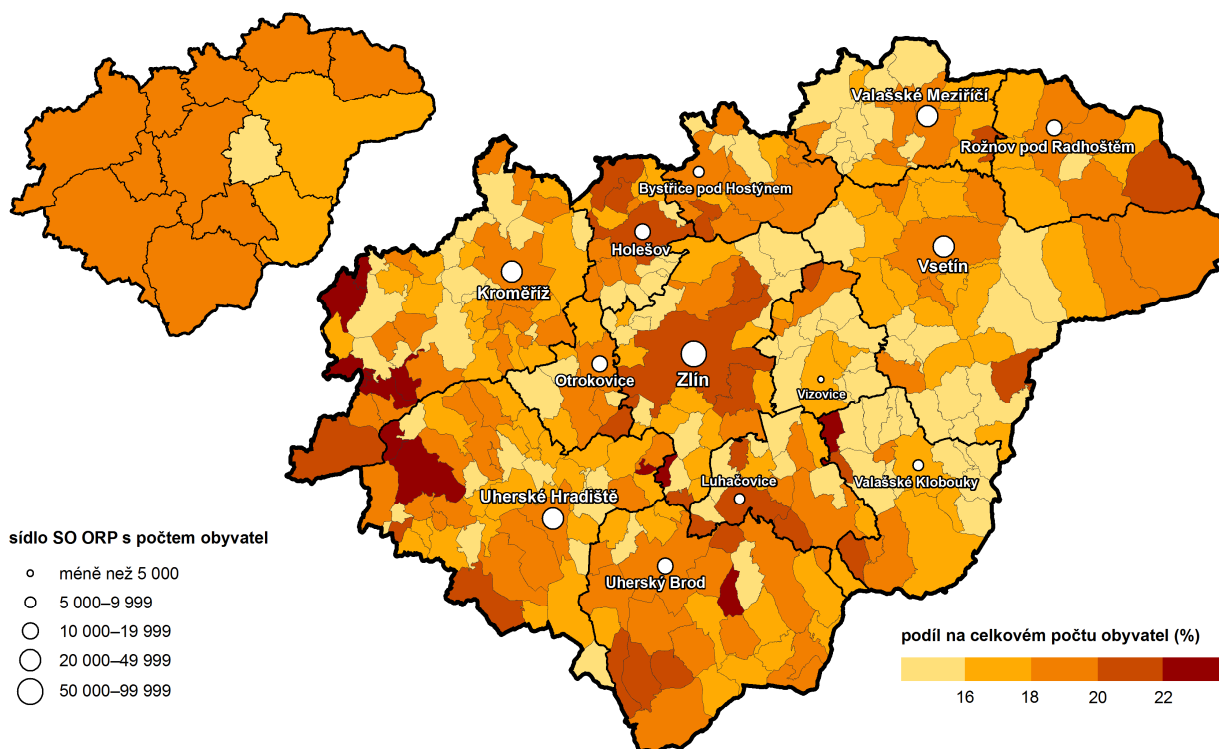 Valašské Meziříčí
Rožnov pod Radhoštěm
Bystřice pod Hostýnem
Holešov
Vsetín
Kroměříž
Otrokovice
Zlín
Vizovice
Valašské Klobouky
Luhačovice
Uherské Hradiště
Uherský Brod
sídlo SO ORP s počtem obyvatel
méně než 5 000
5 000–9 999
10 000–19 999
20 000–49 999
50 000–99 999
podíl na celkovém počtu obyvatel (%)
16 18 20 22